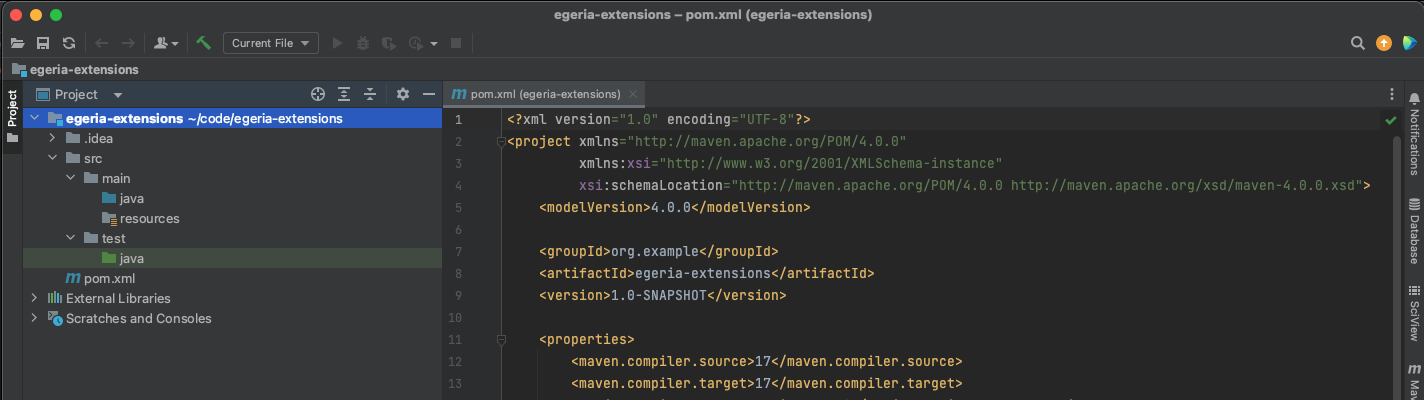 egeria-extensions – pom.xml (egeria-extensions)
Current File
egeria-extensions
Project
Project
egeria-extensions ~/code/egeria-extensions
.idea
src
main
java
resources
test
java
pom.xml
External Libraries
Scratches and Consoles
pom.xml (egeria-extensions)
1 <?xml version="1.0" encoding="UTF-8"?>
2 <project xmlns="http://maven.apache.org/POM/4.0.0"
3 xmlns:xsi="http://www.w3.org/2001/XMLSchema-instance"
4 xsi:schemaLocation="http://maven.apache.org/POM/4.0.0 http://maven.apache.org/xsd/maven-4.0.0.xsd">
5 <modelVersion>4.0.0</modelVersion>
6
7 <groupId>org.example</groupId>
8 <artifactId>egeria-extensions</artifactId>
9 <version>1.0-SNAPSHOT</version>
10
11 <properties>
12 <maven.compiler.source>17</maven.compiler.source>
13 <maven.compiler.target>17</maven.compiler.target>
Notifications
Database
SciView